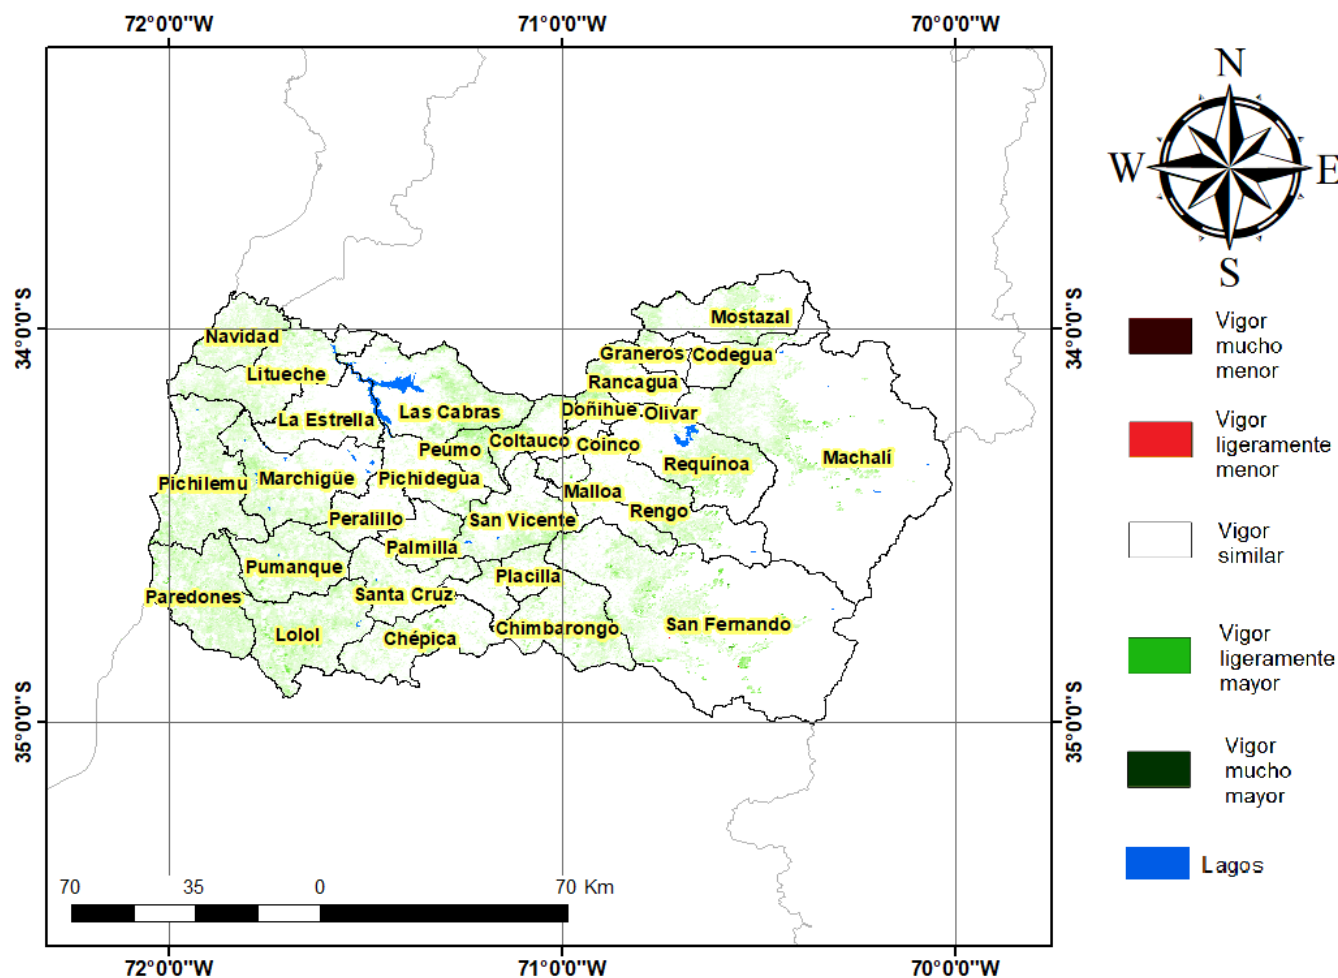 72°0'0"W
71°0'0"W
70°0'0"W
N
W
E
S
34°0'0"S
34°0'0"S
Vigor
mucho
menor
Vigor
ligeramente
menor
Vigor
similar
Vigor
ligeramente
mayor
Vigor
mucho
mayor
Lagos
Mostazal
Navidad
Graneros
Codegua
Litueche
Rancagua
La Estrella
Las Cabras
Doñihue
Olivar
Coltauco
Coinco
Peumo
Machalí
Requínoa
Pichilemu
Marchigüe
Pichidegua
Malloa
Peralillo
San Vicente
Rengo
Palmilla
Pumanque
Placilla
Paredones
Santa Cruz
Lolol
Chépica
Chimbarongo
San Fernando
35°0'0"S
35°0'0"S
70 35 0 70 Km
72°0'0"W
71°0'0"W
70°0'0"W